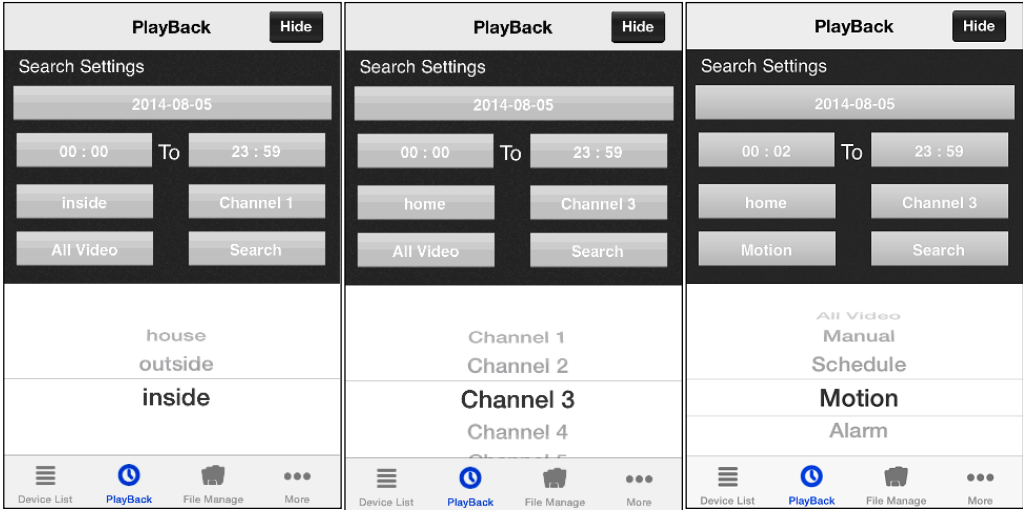 PlayBack Hide
Search Settings
2014-08-05
00 : 00 To 23 : 59
inside Channel 1
All Video Search
house
outside
inside
Device List PlayBack File Manage More
PlayBack Hide
Search Settings
2014-08-05
00 : 00 To 23 : 59
home Channel 3
All Video Search
Channel 1
Channel 2
Channel 3
Channel 4
Channel 5
Device List PlayBack File Manage More
PlayBack Hide
Search Settings
2014-08-05
00 : 02 To 23 : 59
home Channel 3
Motion Search
All Video
Manual
Schedule
Motion
Alarm
Device List PlayBack File Manage More